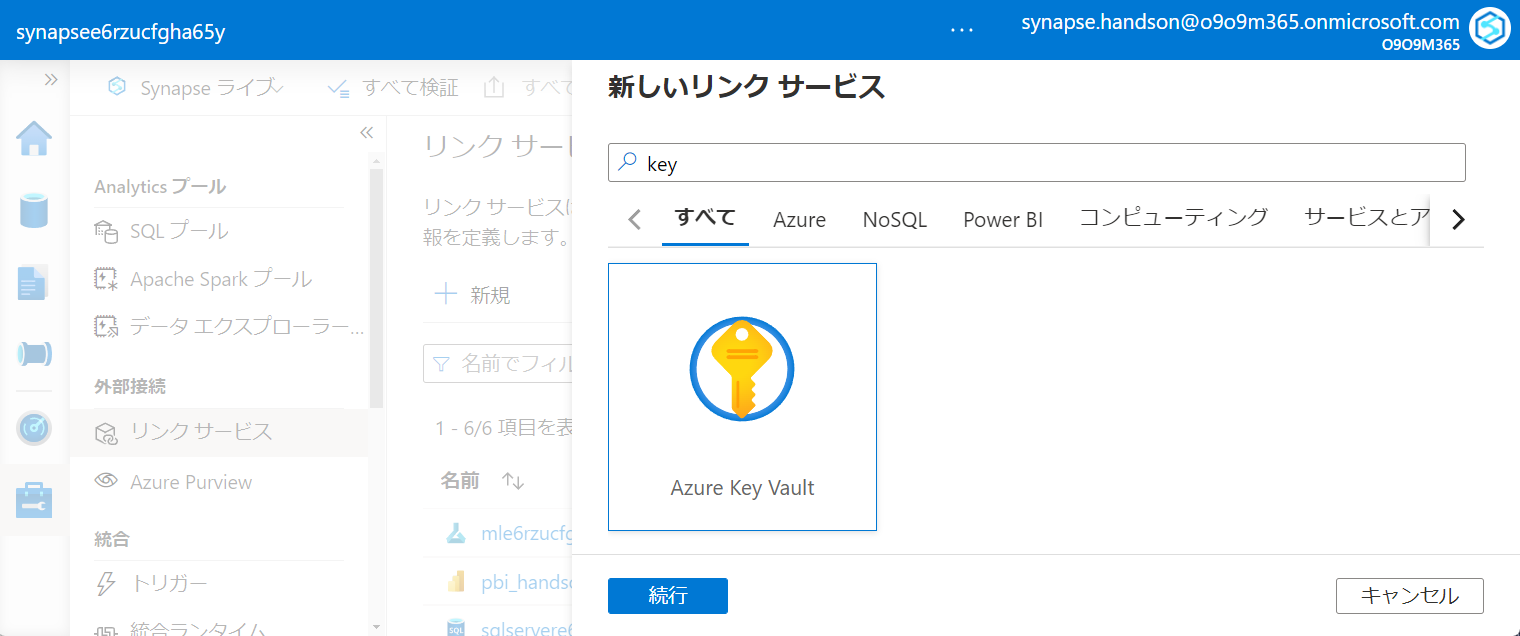 synapsee6rzucfgha65y
...
synapse.handson@o9o9m365.onmicrosoft.com
O9O9M365
Synapse ライブ
すべて検証
すべて
Analytics プール
SQL プール
Apache Spark プール
データ エクスプローラー...
外部接続
リンク サービス
Azure Purview
統合
トリガー
統合ランタイム
リンク サー
リンク サービスに
報を定義します。
新規
名前でフィル
1 - 6/6 項目を表
名前
mle6rzucfg
pbi_handso
SQL
sqlservere6
新しいリンク サービス
key
すべて
Azure
NoSQL
Power BI
コンピューティング
サービスとア
Azure Key Vault
続行
キャンセル